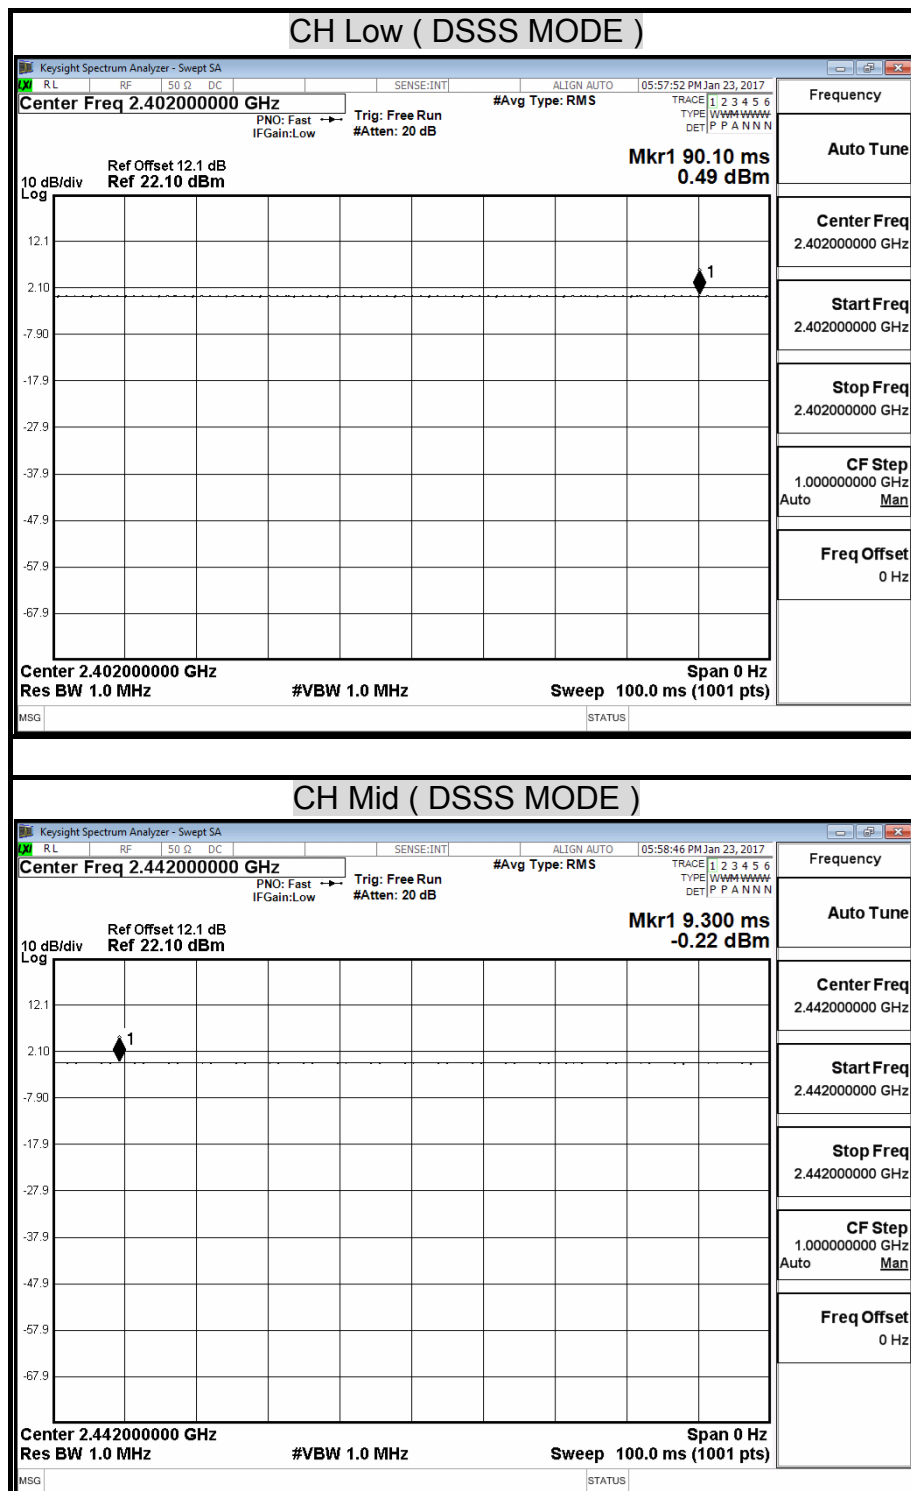 CH Low ( DSSS MODE )
Keysight Spectrum Analyzer - Swept SA
LXI RL RF 50 Ω DC SENSE:INT ALIGN AUTO 05:57:52 PM Jan 23, 2017
Center Freq 2.402000000 GHz
PNO: Fast
IFGain:Low
Trig: Free Run
#Atten: 20 dB
#Avg Type: RMS
TRACE 1 2 3 4 5 6
TYPE W W M W W W
DET P P A N N N
Mkr1 90.10 ms
0.49 dBm
Ref Offset 12.1 dB
10 dB/div Ref 22.10 dBm
Log
12.1
1
2.10
-7.90
-17.9
-27.9
-37.9
-47.9
-57.9
-67.9
Center 2.402000000 GHz Span 0 Hz
Res BW 1.0 MHz #VBW 1.0 MHz Sweep 100.0 ms (1001 pts)
MSG STATUS
Frequency
Auto Tune
Center Freq
2.402000000 GHz
Start Freq
2.402000000 GHz
Stop Freq
2.402000000 GHz
CF Step
1.000000000 GHz
Auto Man
Freq Offset
0 Hz
CH Mid ( DSSS MODE )
Keysight Spectrum Analyzer - Swept SA
LXI RL RF 50 Ω DC SENSE:INT ALIGN AUTO 05:58:46 PM Jan 23, 2017
Center Freq 2.442000000 GHz
PNO: Fast
IFGain:Low
Trig: Free Run
#Atten: 20 dB
#Avg Type: RMS
TRACE 1 2 3 4 5 6
TYPE W W M W W W
DET P P A N N N
Mkr1 9.300 ms
-0.22 dBm
Ref Offset 12.1 dB
10 dB/div Ref 22.10 dBm
Log
12.1
1
2.10
-7.90
-17.9
-27.9
-37.9
-47.9
-57.9
-67.9
Center 2.442000000 GHz Span 0 Hz
Res BW 1.0 MHz #VBW 1.0 MHz Sweep 100.0 ms (1001 pts)
MSG STATUS
Frequency
Auto Tune
Center Freq
2.442000000 GHz
Start Freq
2.442000000 GHz
Stop Freq
2.442000000 GHz
CF Step
1.000000000 GHz
Auto Man
Freq Offset
0 Hz